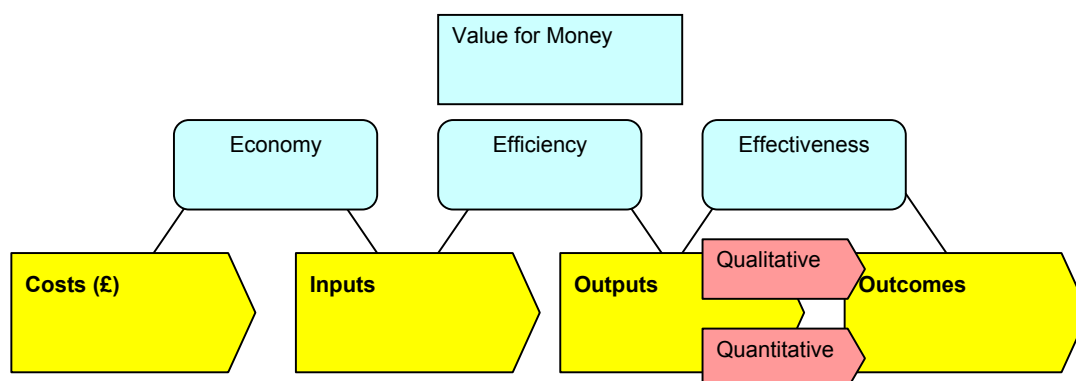 Value for Money
Economy
Efficiency
Effectiveness
Costs (£)
Inputs
Outputs
Qualitative
Outcomes
Quantitative